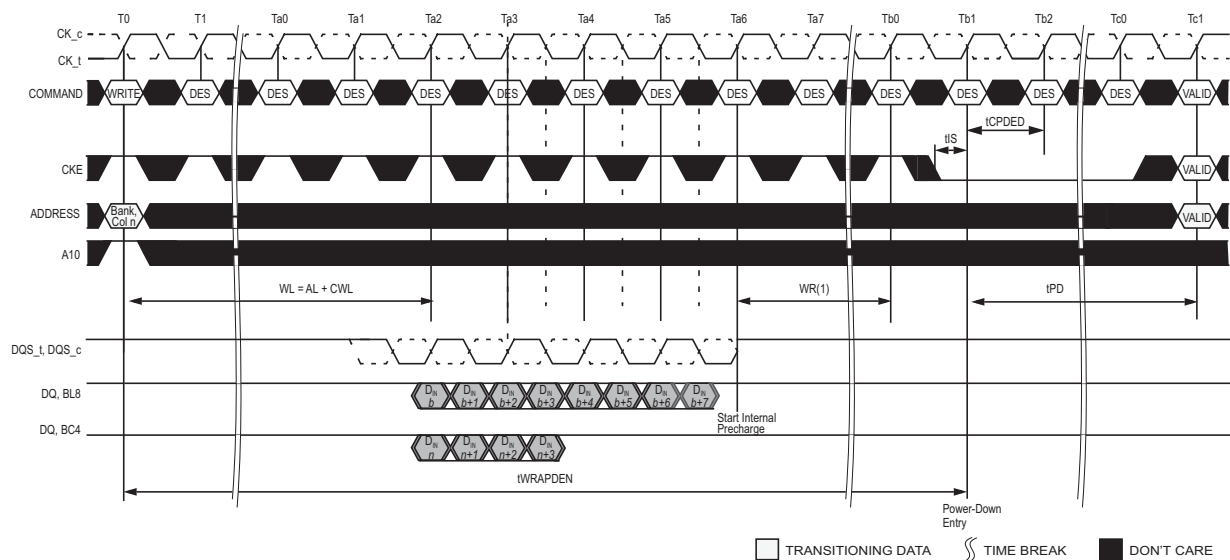 T0 T1 Ta0 Ta1 Ta2 Ta3 Ta4 Ta5 Ta6 Ta7 Tb0 Tb1 Tb2 Tc0 Tc1
CK_c
CK_t
COMMAND WRITE DES DES DES DES DES DES DES DES DES DES DES DES DES VALID
tCPDED
tIS
CKE VALID
ADDRESS Bank, Col n VALID
A10
WL = AL + CWL WR(1) tPD
DQS_t, DQS_c
DQ, BL8 DIN b DIN b+1 DIN b+2 DIN b+3 DIN b+4 DIN b+5 DIN b+6 DIN b+7
Start Internal
Precharge
DQ, BC4 DIN n DIN n+1 DIN n+2 DIN n+3
tWRAPDEN
Power-Down
Entry
TRANSITIONING DATA TIME BREAK DON'T CARE